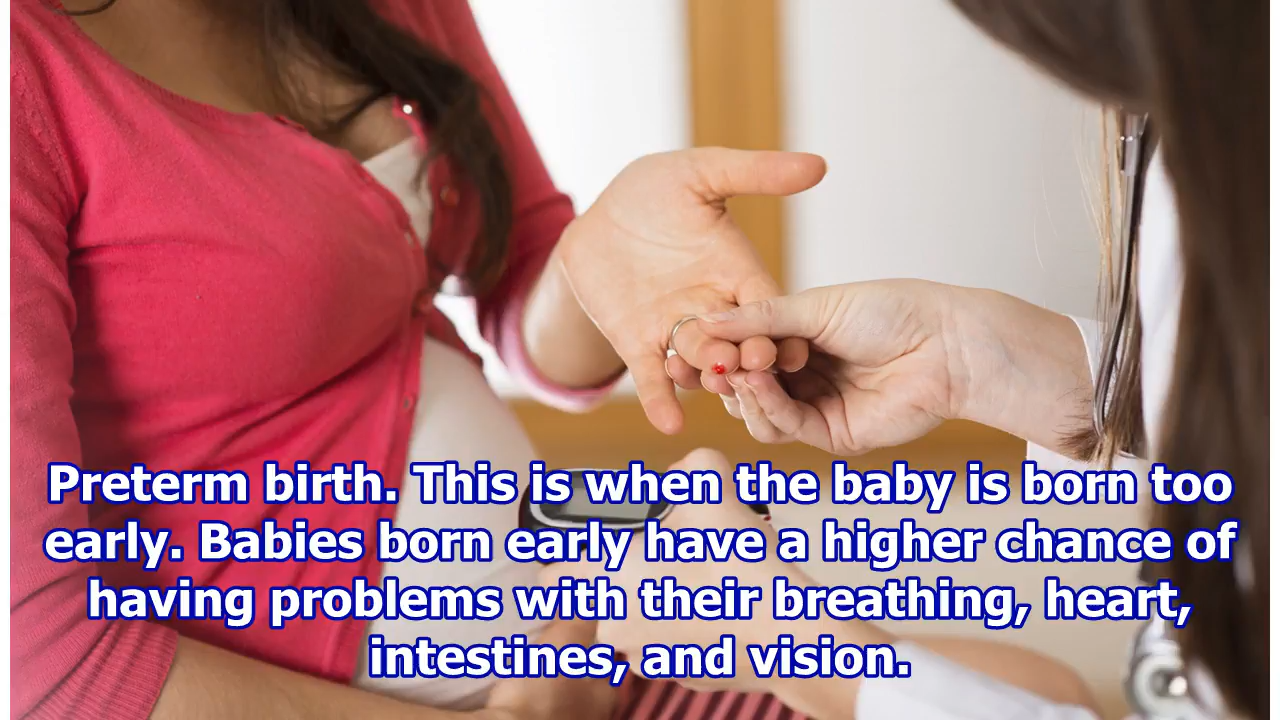 Preterm birth. This is when the baby is born too
early. Babies born early have a higher chance of
having problems with their breathing, heart,
intestines, and vision.